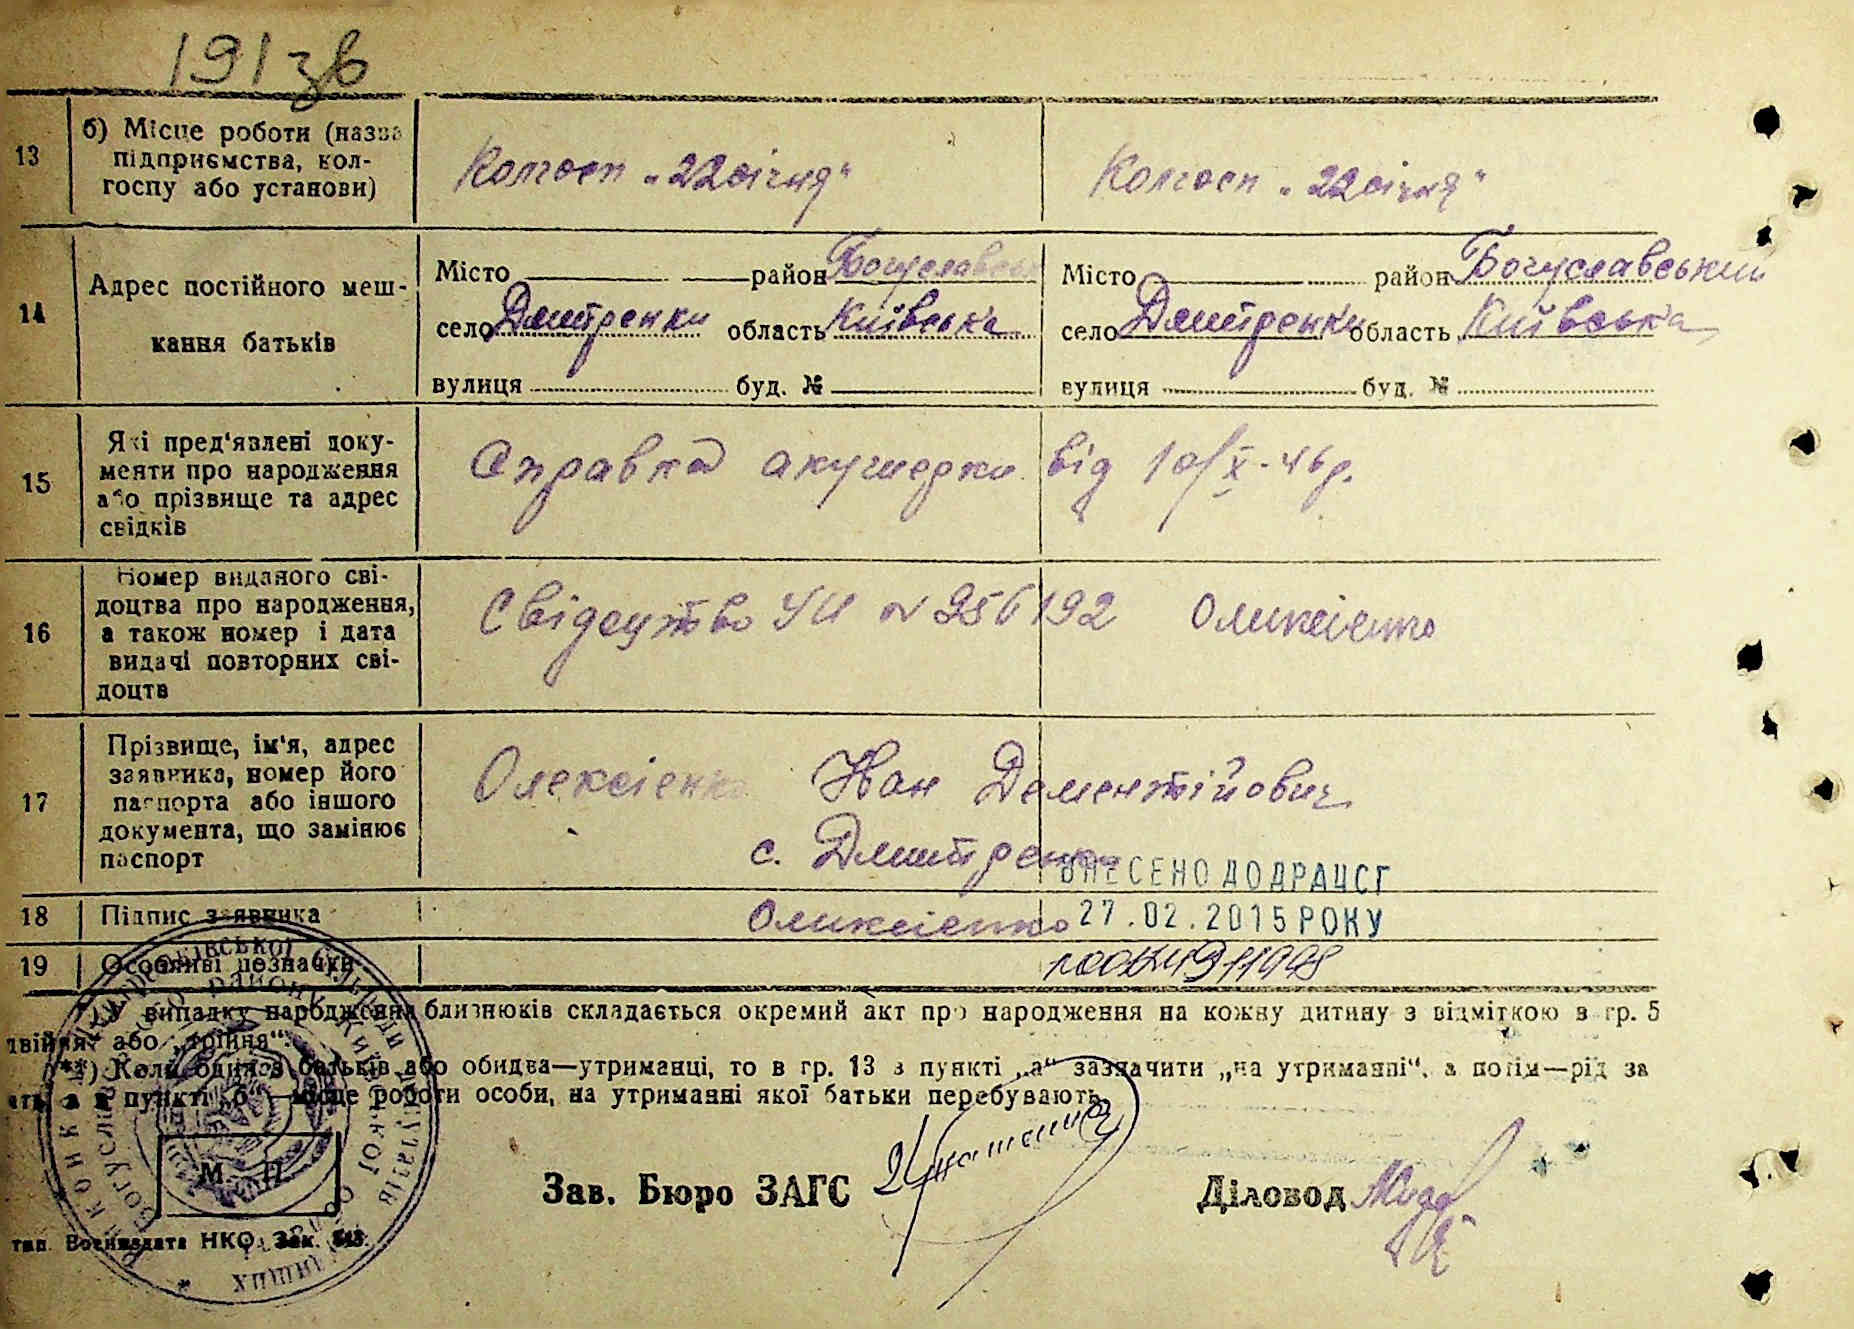 191 зв
13
б) Місце роботи (назва
підприємства, кол-
госпу або установи)
Колгосп „22 січня"
Колгосп „22 січня"
14
Адрес постійного меш-
кання батьків
Місто район Богуславськ
село Дмитренки область Київська
вулиця буд. №
Місто район Богуславський
село Дмитренки область Київська
вулиця буд. №
15
Які пред'явлені доку-
менти про народження
або прізвище та адрес
свідків
Справка акушерки від 10/X-46р.
16
Номер виданого сві-
доцтва про народження,
а також номер і дата
видачі повторних сві-
доцтв
Свідоцтво УИ № 956192 Оликсієнко
17
Прізвище, ім'я, адрес
заявника, номер його
паспорта або іншого
документа, що замінює
паспорт
Олексієнко Іван Дементійович
с. Дмитренки
ВНЕСЕНО ДО ДРАЦСГ
18
Підпис заявника
Оликсієнко
27.02.2015 РОКУ
19
Особливі позначки
*) У випадку народження близнюків складається окремий акт про народження на кожну дитину з відміткою в гр. 5
двійня або „трійня".
**) Коли один з батьків або обидва—утриманці, то в гр. 13 в пункті „а" зазначити „на утриманні", а потім—рід за
а в пункті „б"—місце роботи особи, на утриманні якої батьки перебувають.
М. П.
Зав. Бюро ЗАГС
Діловод
тип. Воениздата НКО. Зак. 843.